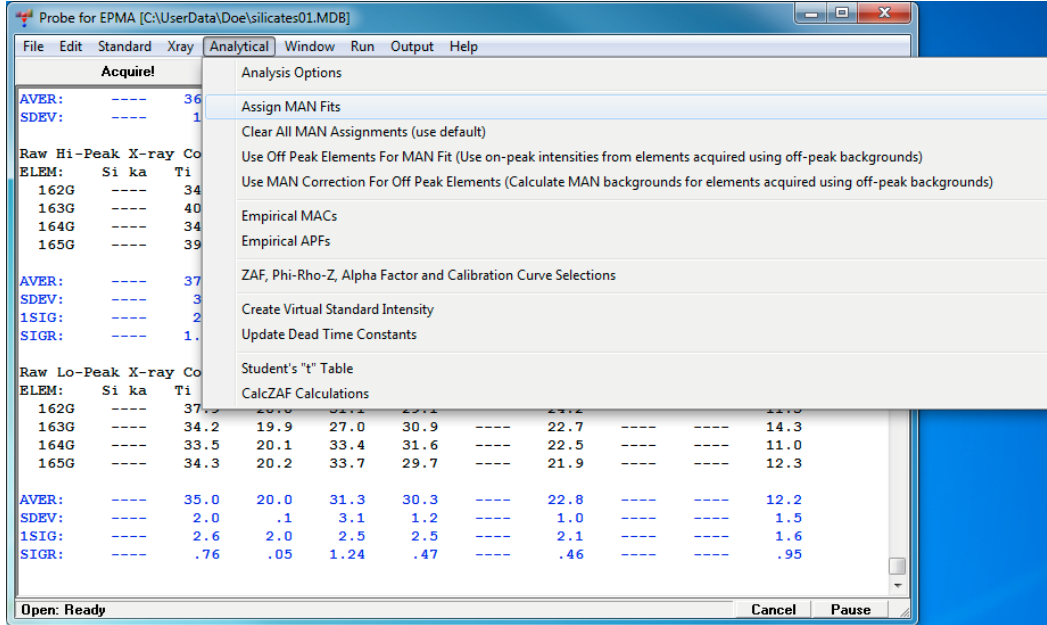 Probe for EPMA [C:\UserData\Doe\silicates01.MDB]
File Edit Standard Xray Analytical Window Run Output Help
Acquire!
Analysis Options
Assign MAN Fits
Clear All MAN Assignments (use default)
Use Off Peak Elements For MAN Fit (Use on-peak intensities from elements acquired using off-peak backgrounds)
Use MAN Correction For Off Peak Elements (Calculate MAN backgrounds for elements acquired using off-peak backgrounds)
Empirical MACs
Empirical APFs
ZAF, Phi-Rho-Z, Alpha Factor and Calibration Curve Selections
Create Virtual Standard Intensity
Update Dead Time Constants
Student's "t" Table
CalcZAF Calculations
AVER: ---- 36
SDEV: ---- 1
Raw Hi-Peak X-ray Co
ELEM: Si ka Ti
162G ---- 34
163G ---- 40
164G ---- 34
165G ---- 39
AVER: ---- 37
SDEV: ---- 3
1SIG: ---- 2
SIGR: ---- 1.
Raw Lo-Peak X-ray Co
ELEM: Si ka Ti
162G ----
163G ---- 34.2 19.9 27.0 30.9 ---- 22.7 ---- ---- 14.3
164G ---- 33.5 20.1 33.4 31.6 ---- 22.5 ---- ---- 11.0
165G ---- 34.3 20.2 33.7 29.7 ---- 21.9 ---- ---- 12.3
AVER: ---- 35.0 20.0 31.3 30.3 ---- 22.8 ---- ---- 12.2
SDEV: ---- 2.0 .1 3.1 1.2 ---- 1.0 ---- ---- 1.5
1SIG: ---- 2.6 2.0 2.5 2.5 ---- 2.1 ---- ---- 1.6
SIGR: ---- .76 .05 1.24 .47 ---- .46 ---- ---- .95
Open: Ready
Cancel Pause